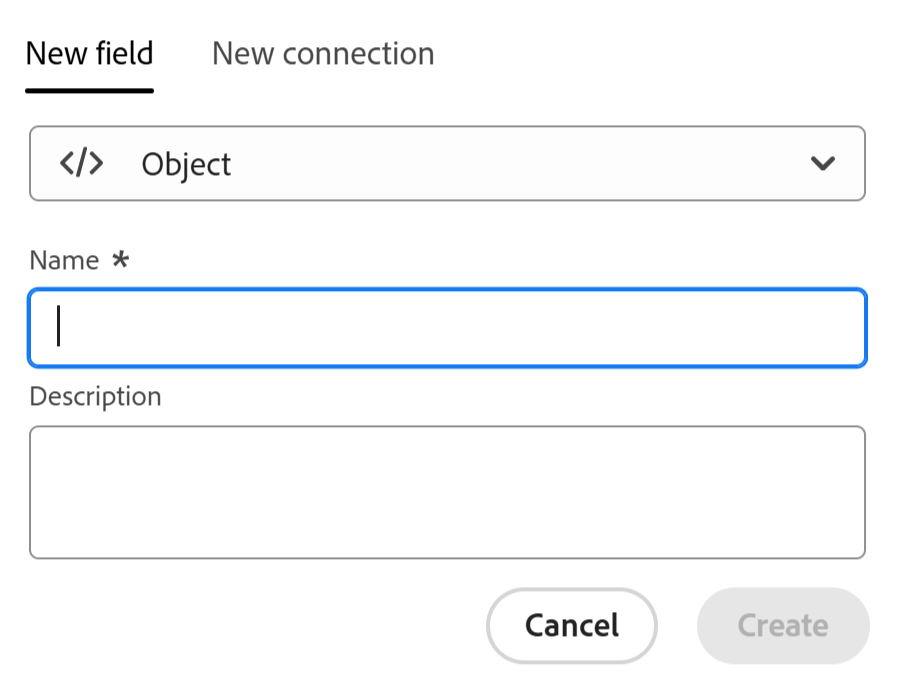 New field New connection
</> Object
Name *
Description
Cancel Create